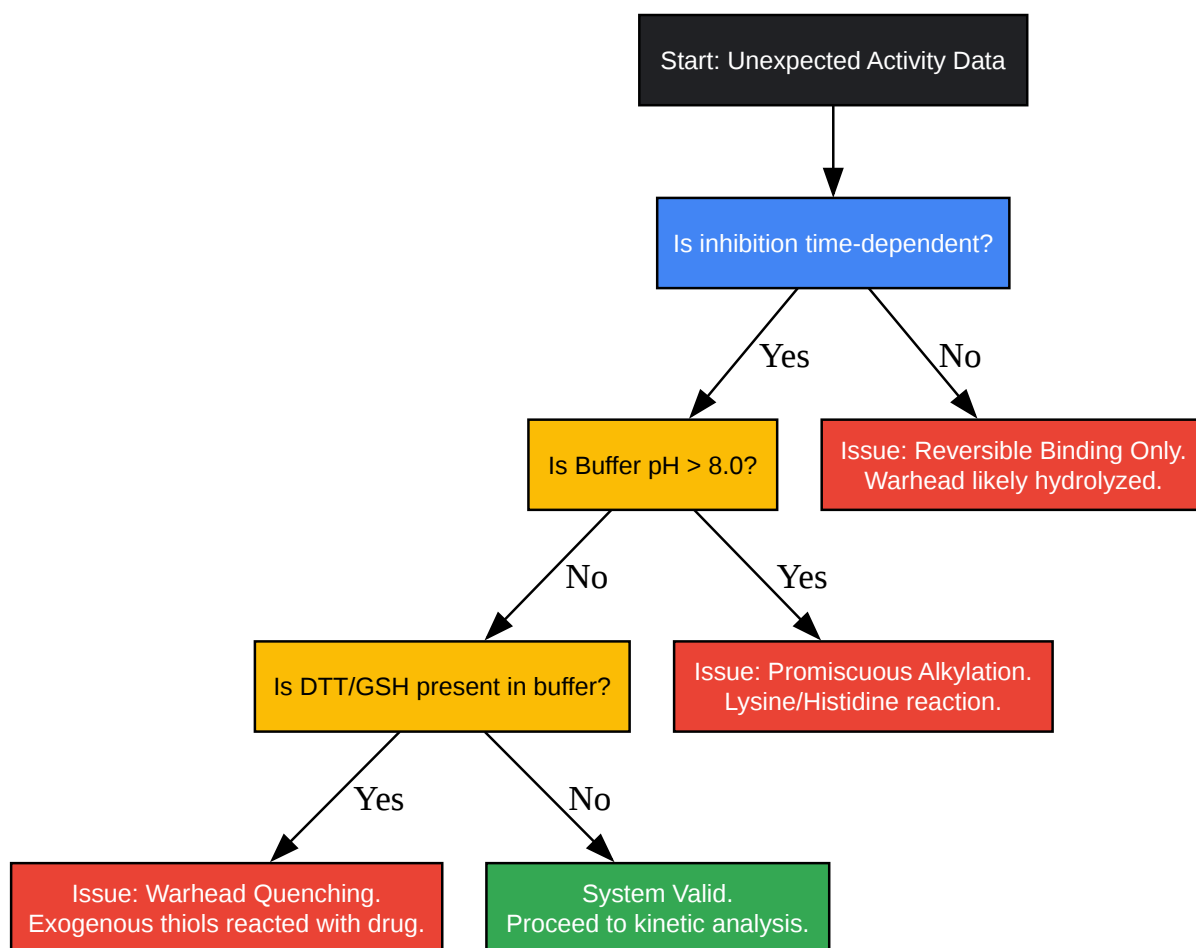 Start: Unexpected Activity Data
Is inhibition time-dependent?
Yes
No
Is Buffer pH > 8.0?
Issue: Reversible Binding Only.
Warhead likely hydrolyzed.
No
Yes
Is DTT/GSH present in buffer?
Issue: Promiscuous Alkylation.
Lysine/Histidine reaction.
Yes
No
Issue: Warhead Quenching.
Exogenous thiols reacted with drug.
System Valid.
Proceed to kinetic analysis.